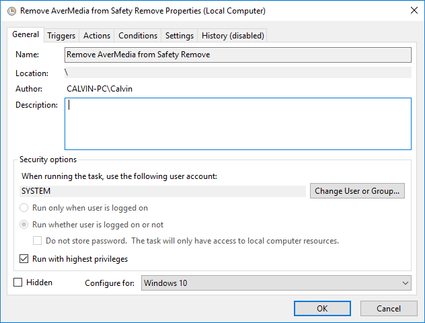 Remove AverMedia from Safety Remove Properties (Local Computer)
General Triggers Actions Conditions Settings History (disabled)
Name: Remove AverMedia from Safety Remove
Location: \
Author: CALVIN-PC\Calvin
Description:
Security options
When running the task, use the following user account:
SYSTEM Change User or Group...
Run only when user is logged on
Run whether user is logged on or not
Do not store password. The task will only have access to local computer resources.
Run with highest privileges
Hidden Configure for: Windows 10
OK Cancel